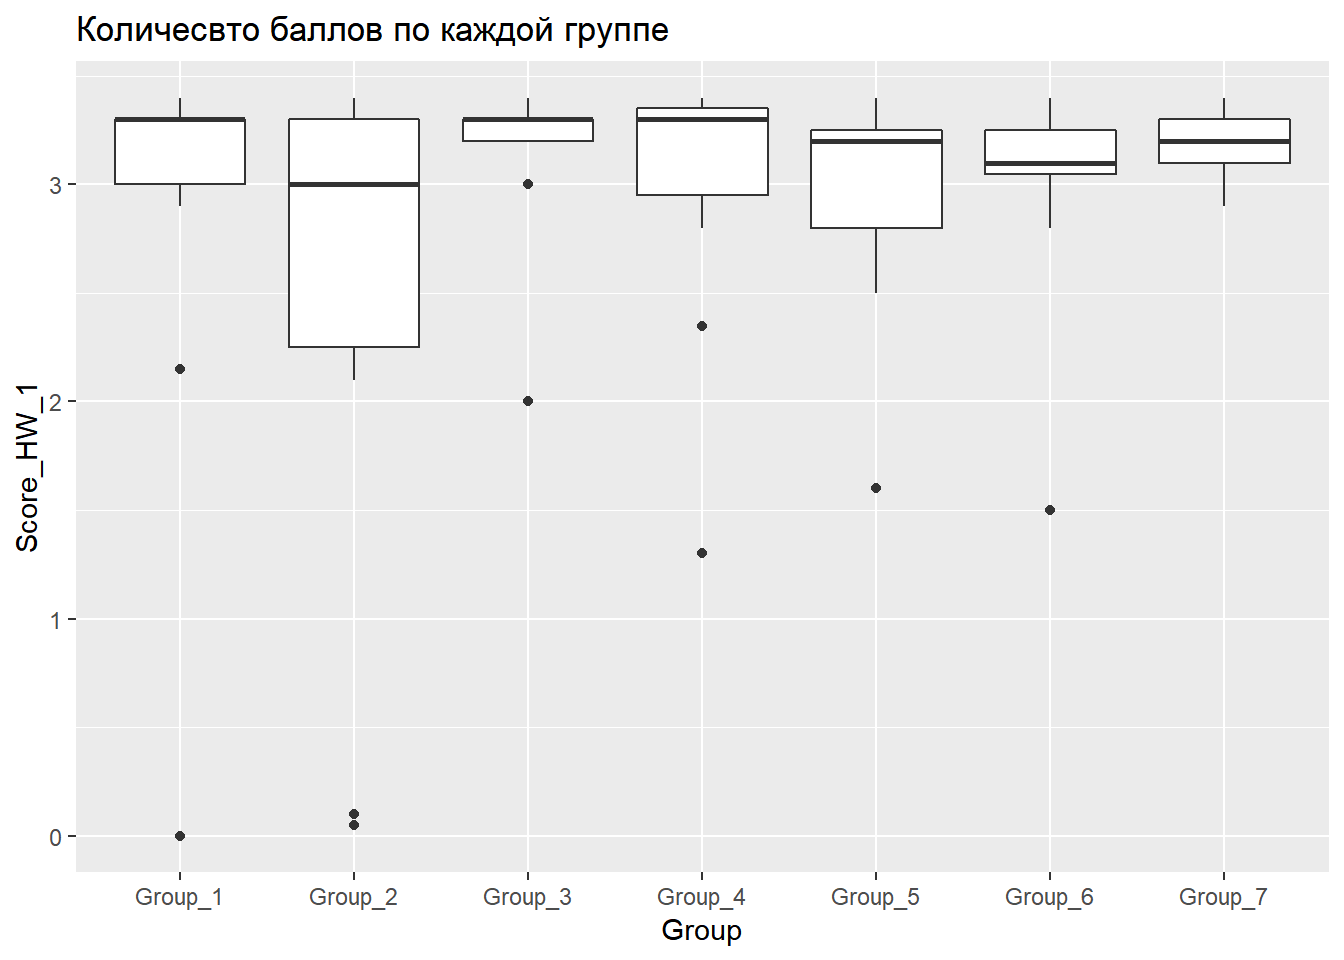 Количесвто баллов по каждой группе
Score_HW_1
3
2
1
0
Group_1 Group_2 Group_3 Group_4 Group_5 Group_6 Group_7
Group